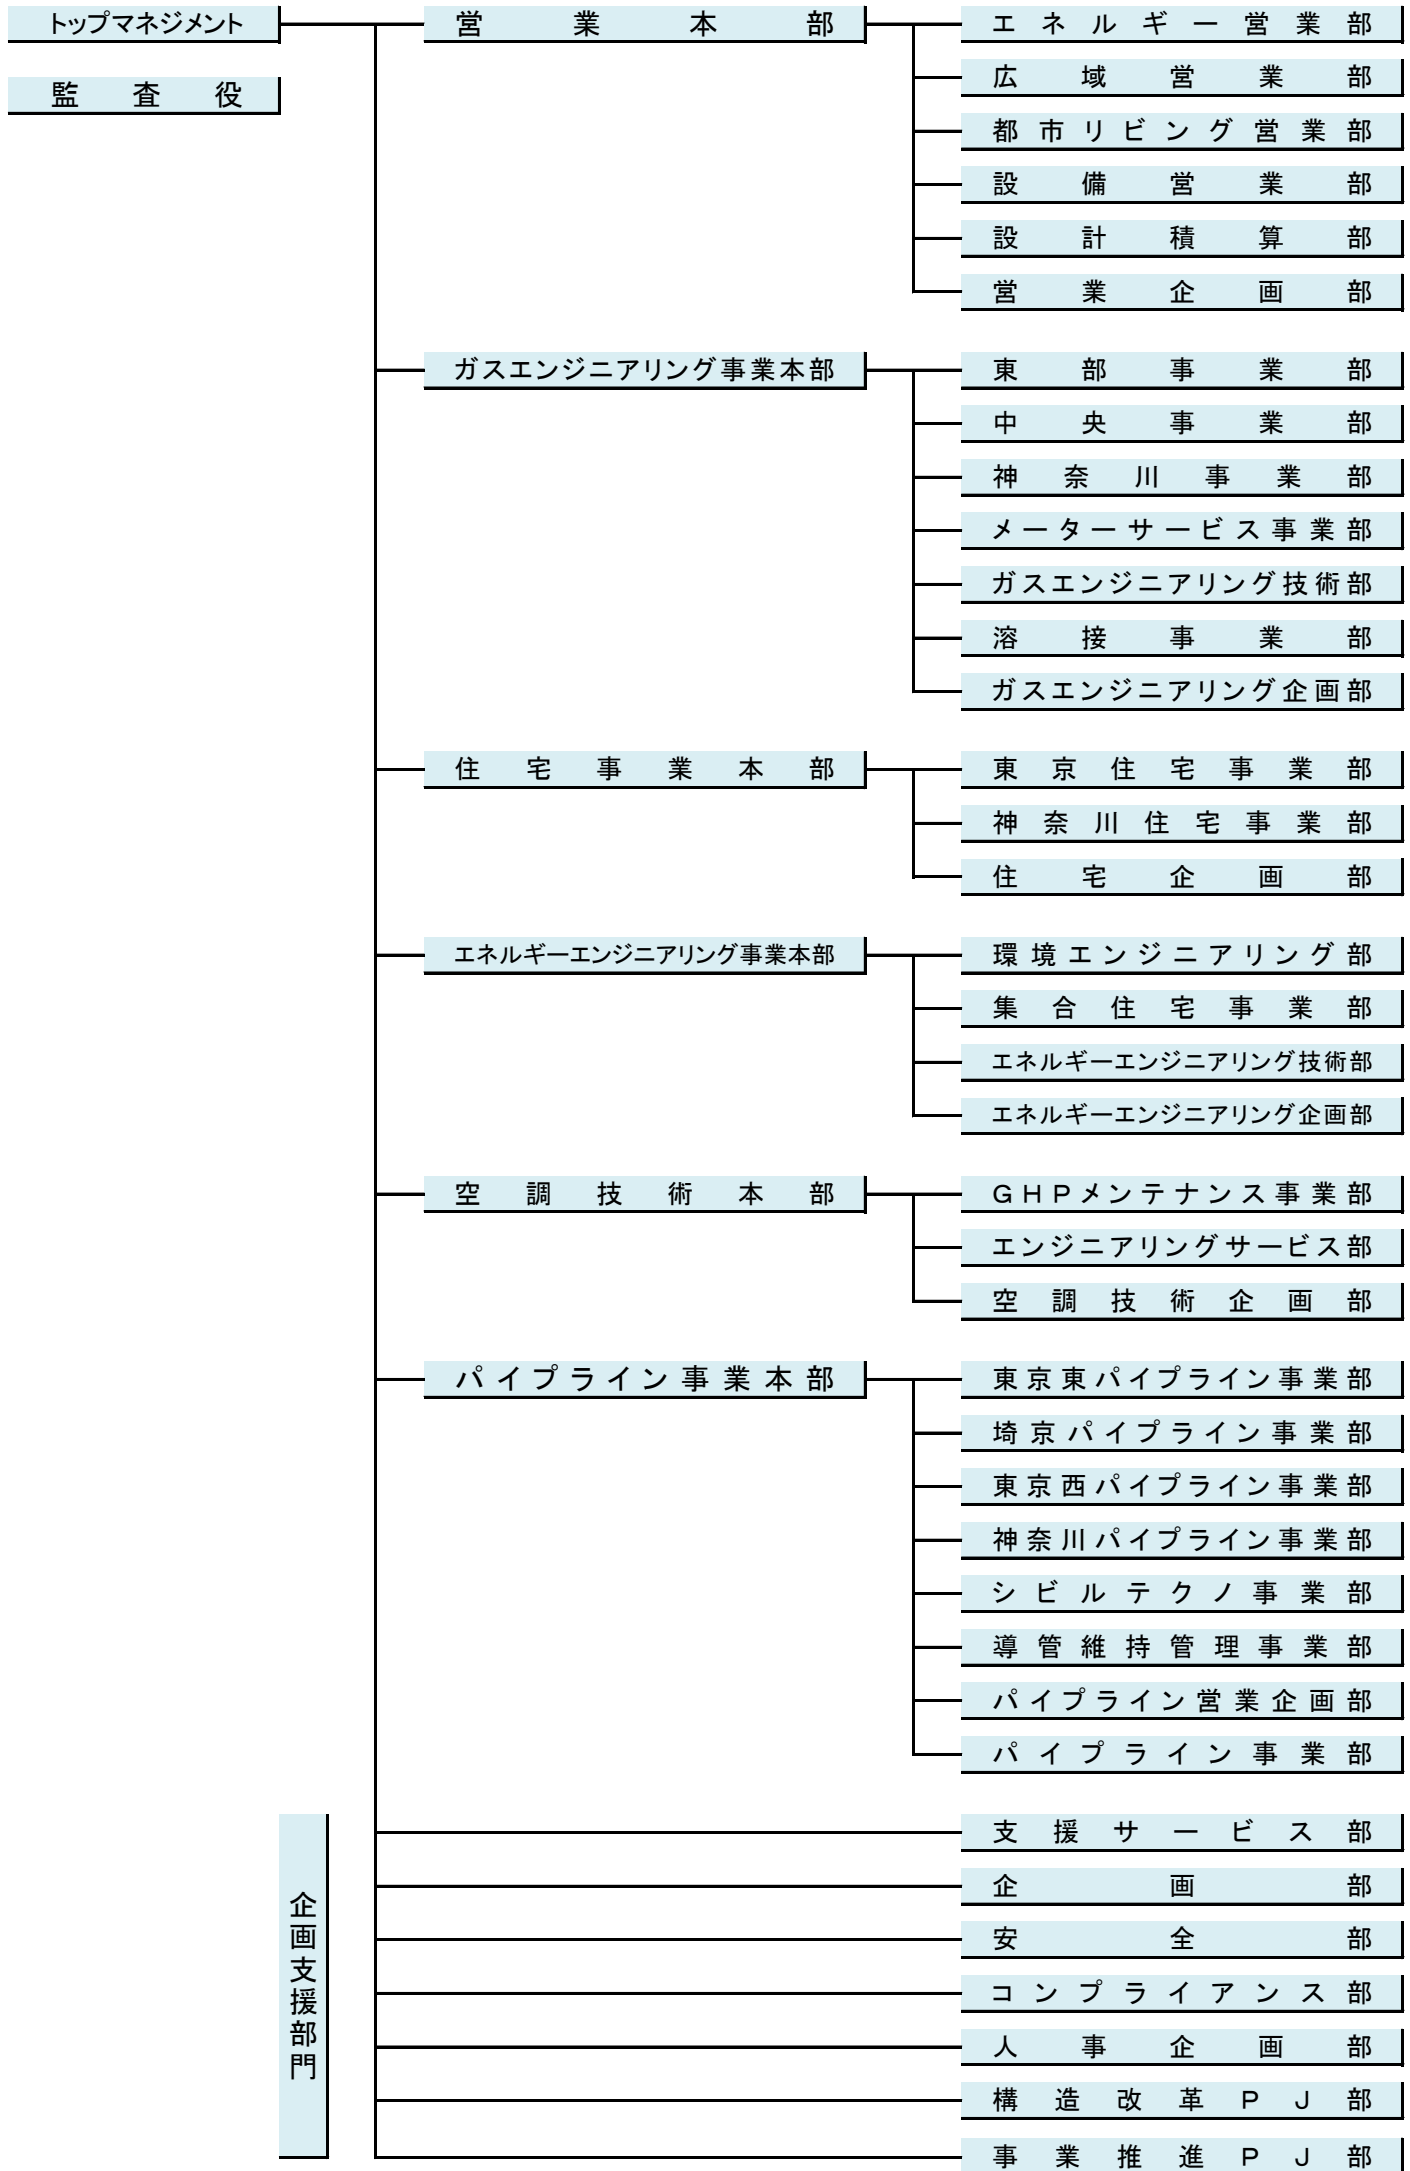 トップマネジメント
監査役
営業本部
エネルギー営業部
広域営業部
都市リビング営業部
設備営業部
設計積算部
営業企画部
ガスエンジニアリング事業本部
東部事業部
中央事業部
神奈川事業部
メーターサービス事業部
ガスエンジニアリング技術部
溶接事業部
ガスエンジニアリング企画部
住宅事業本部
東京住宅事業部
神奈川住宅事業部
住宅企画部
エネルギーエンジニアリング事業本部
環境エンジニアリング部
集合住宅事業部
エネルギーエンジニアリング技術部
エネルギーエンジニアリング企画部
空調技術本部
GHPメンテナンス事業部
エンジニアリングサービス部
空調技術企画部
パイプライン事業本部
東京東パイプライン事業部
埼京パイプライン事業部
東京西パイプライン事業部
神奈川パイプライン事業部
シビルテクノ事業部
導管維持管理事業部
パイプライン営業企画部
パイプライン事業部
企画支援部門
支援サービス部
企画部
安全部
コンプライアンス部
人事企画部
構造改革PJ部
事業推進PJ部